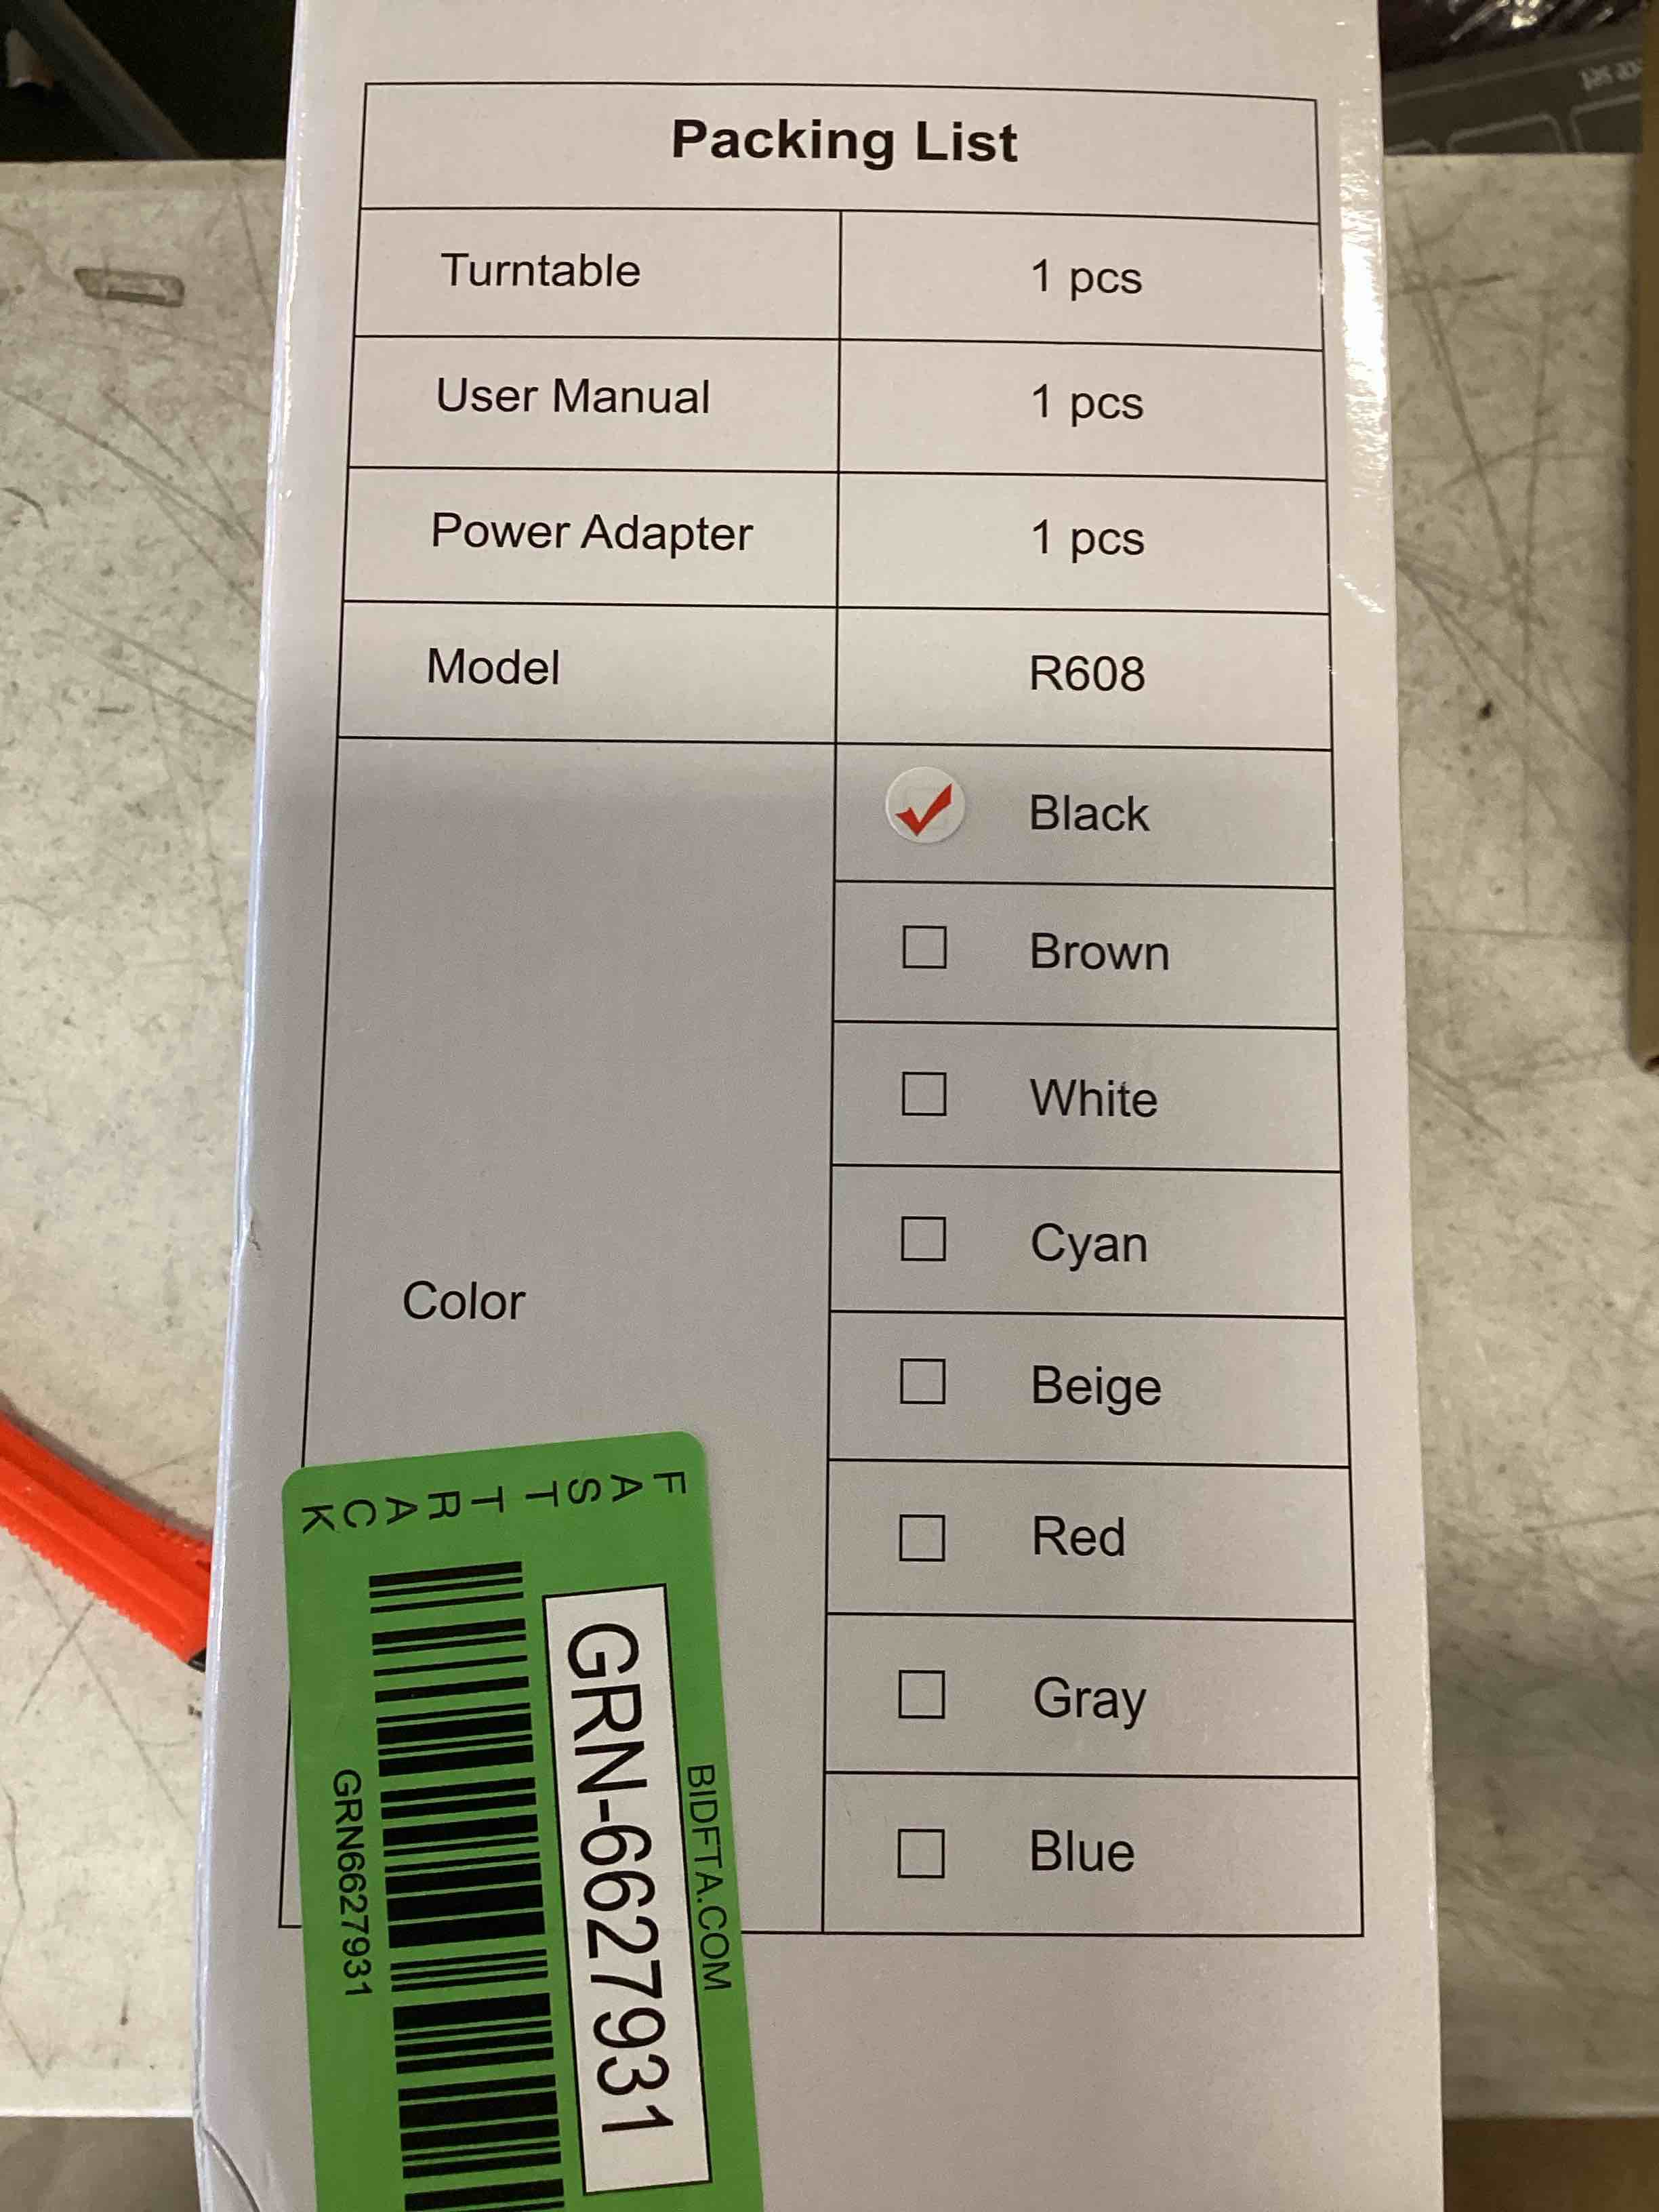 Packing List
Turntable 1 pcs
User Manual 1 pcs
Power Adapter 1 pcs
Model R608
Color
Black
Brown
White
Cyan
Beige
Red
Gray
Blue
FAST TRACK
BIDFTA.COM
GRN-6627931
GRN6627931